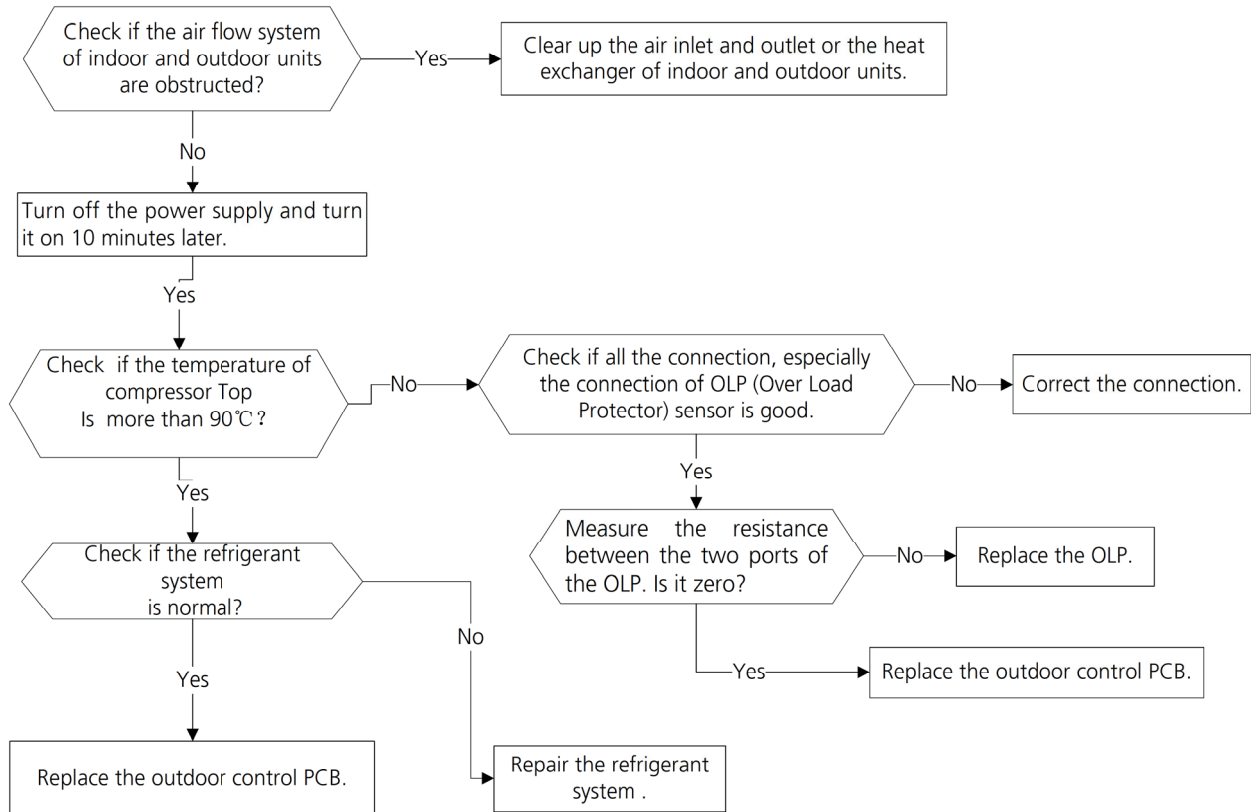 Check if the air flow system
of indoor and outdoor units
are obstructed?
Yes
Clear up the air inlet and outlet or the heat
exchanger of indoor and outdoor units.
No
Turn off the power supply and turn
it on 10 minutes later.
Yes
Check if the temperature of
compressor Top
Is more than 90℃?
No
Check if all the connection, especially
the connection of OLP (Over Load
Protector) sensor is good.
No
Correct the connection.
Yes
Yes
Measure the resistance
between the two ports of
the OLP. Is it zero?
No
Replace the OLP.
Check if the refrigerant
system
is normal?
No
Yes
Replace the outdoor control PCB.
Yes
Replace the outdoor control PCB.
Repair the refrigerant
system .